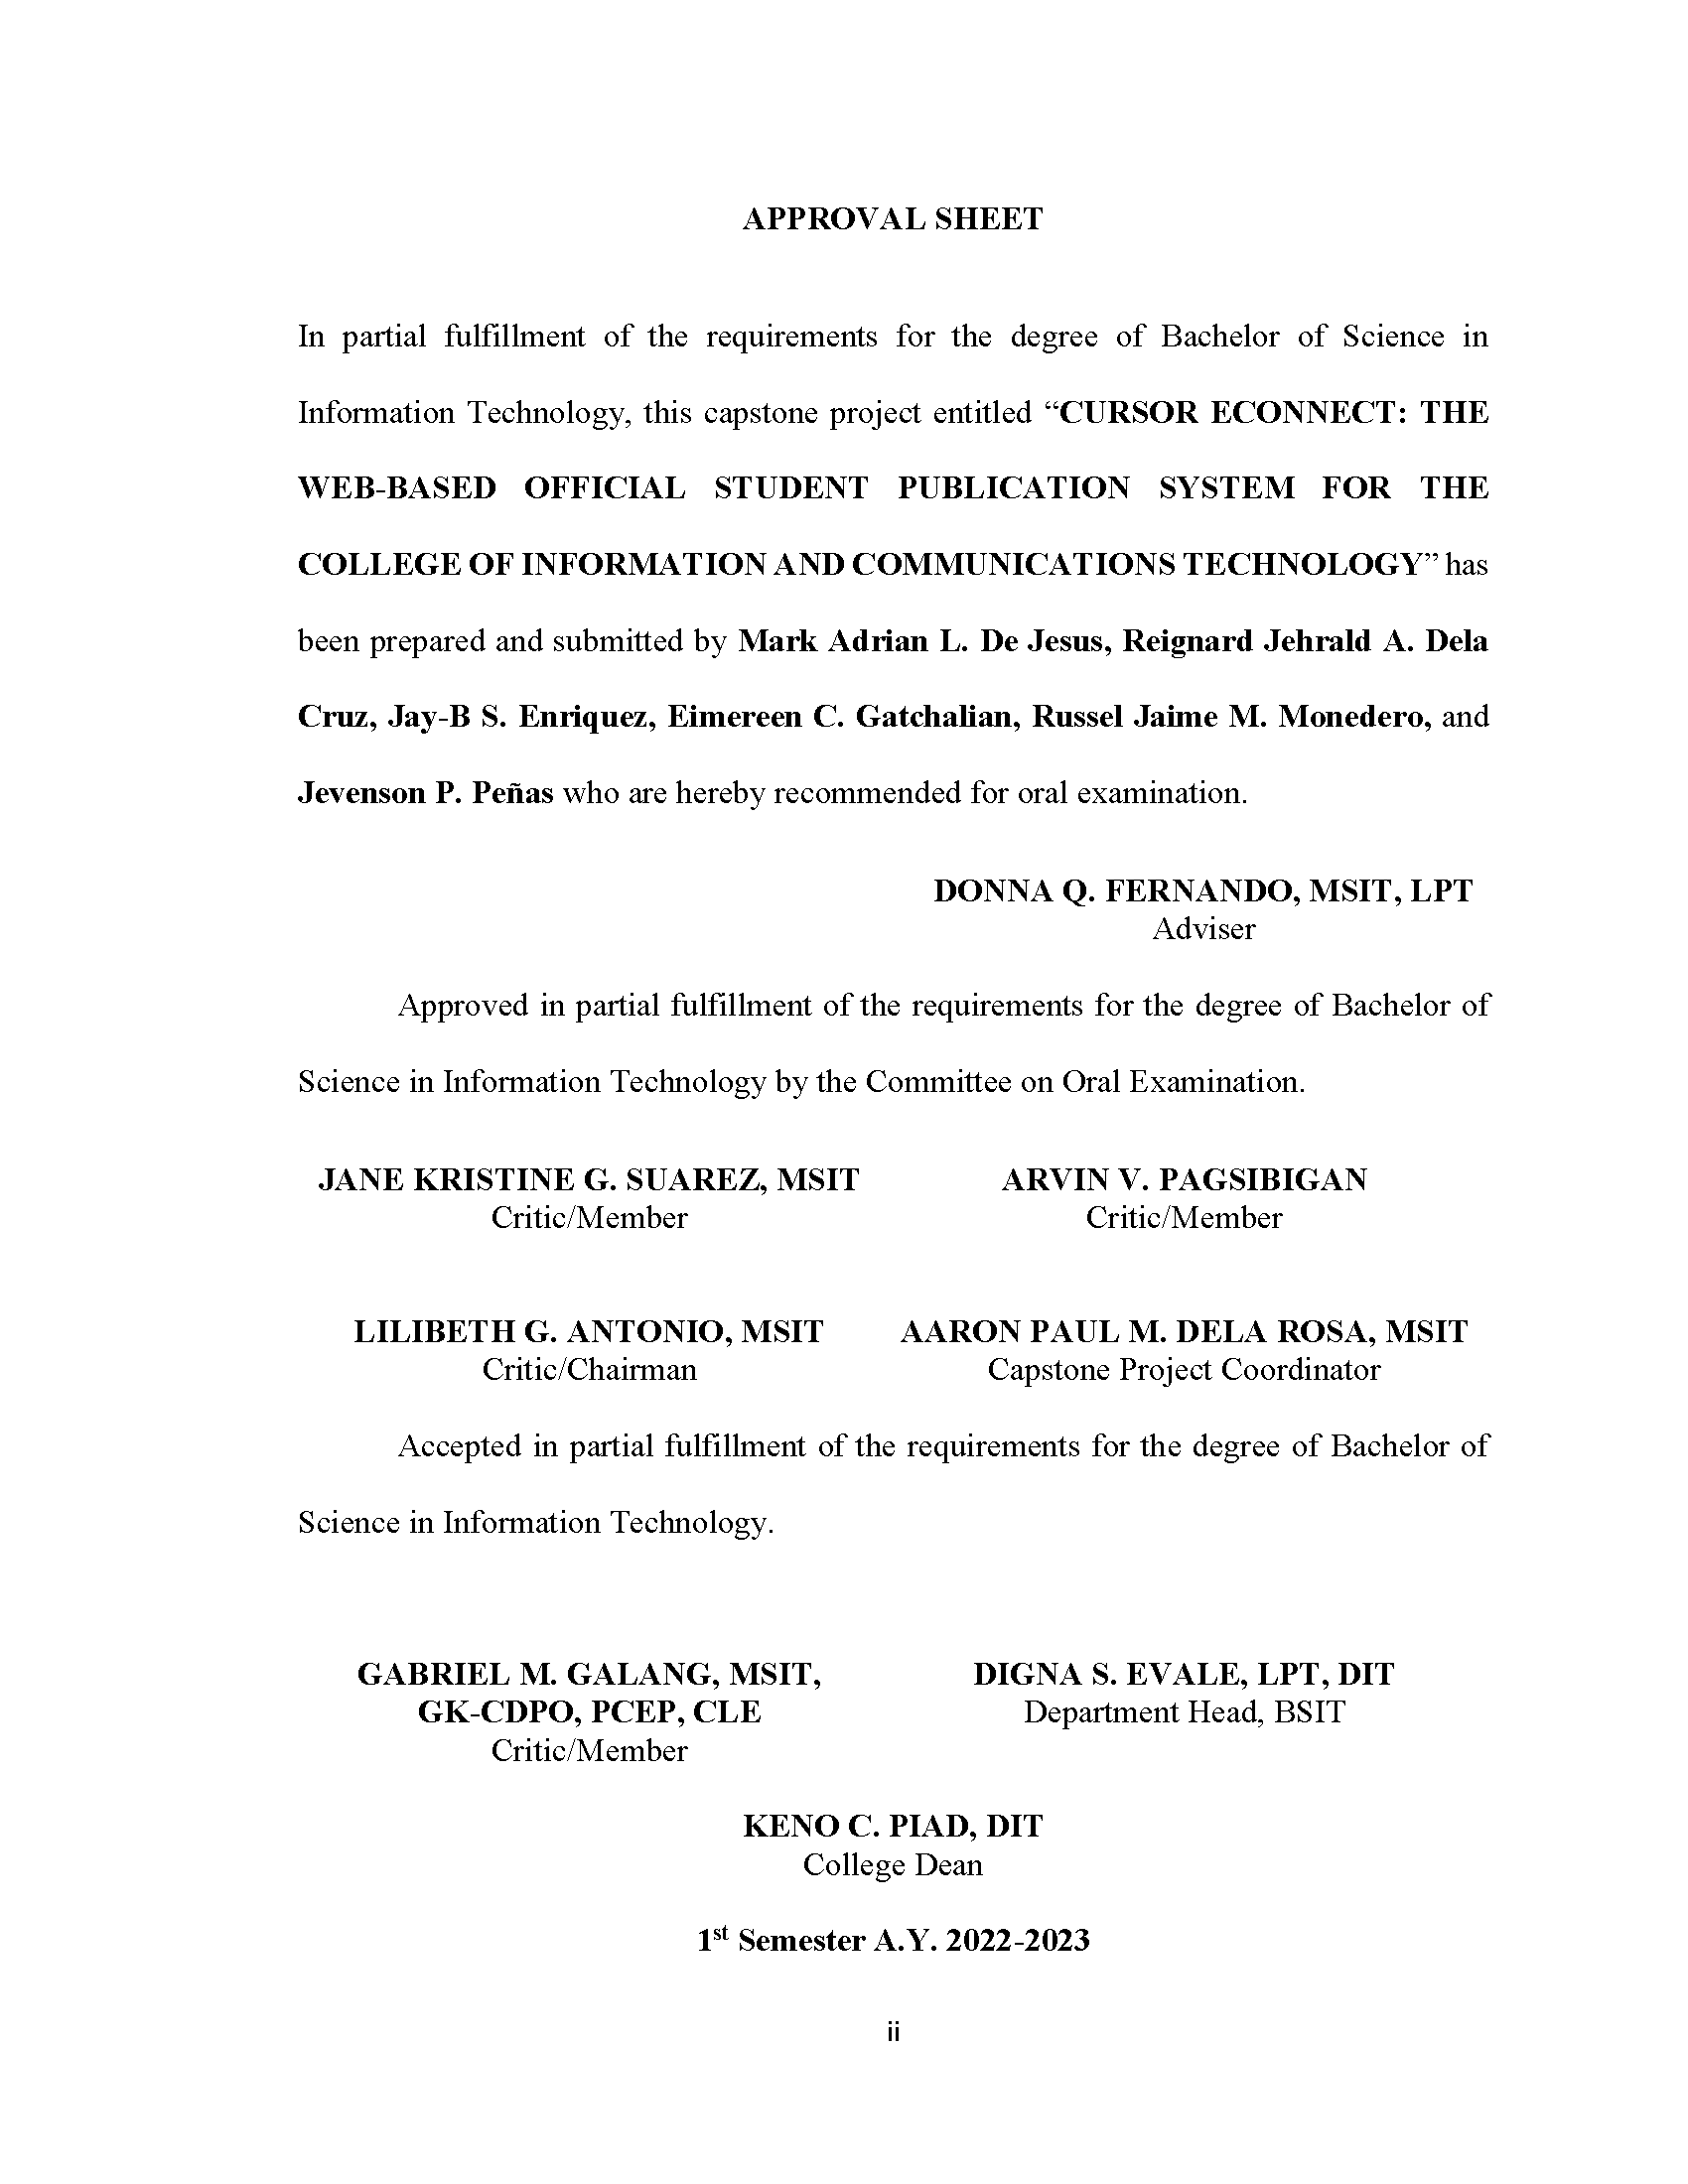 APPROVAL SHEET
In partial fulfillment of the requirements for the degree of Bachelor of Science in
Information Technology, this capstone project entitled “CURSOR ECONNECT: THE
WEB-BASED OFFICIAL STUDENT PUBLICATION SYSTEM FOR THE
COLLEGE OF INFORMATION AND COMMUNICATIONS TECHNOLOGY” has
been prepared and submitted by Mark Adrian L. De Jesus, Reignard Jehrald A. Dela
Cruz, Jay-B S. Enriquez, Eimereen C. Gatchalian, Russel Jaime M. Monedero, and
Jevenson P. Peñas who are hereby recommended for oral examination.
DONNA Q. FERNANDO, MSIT, LPT
Adviser
Approved in partial fulfillment of the requirements for the degree of Bachelor of
Science in Information Technology by the Committee on Oral Examination.
JANE KRISTINE G. SUAREZ, MSIT
Critic/Member
ARVIN V. PAGSIBIGAN
Critic/Member
LILIBETH G. ANTONIO, MSIT
Critic/Chairman
AARON PAUL M. DELA ROSA, MSIT
Capstone Project Coordinator
Accepted in partial fulfillment of the requirements for the degree of Bachelor of
Science in Information Technology.
GABRIEL M. GALANG, MSIT,
GK-CDPO, PCEP, CLE
Critic/Member
DIGNA S. EVALE, LPT, DIT
Department Head, BSIT
KENO C. PIAD, DIT
College Dean
1st Semester A.Y. 2022-2023
ii